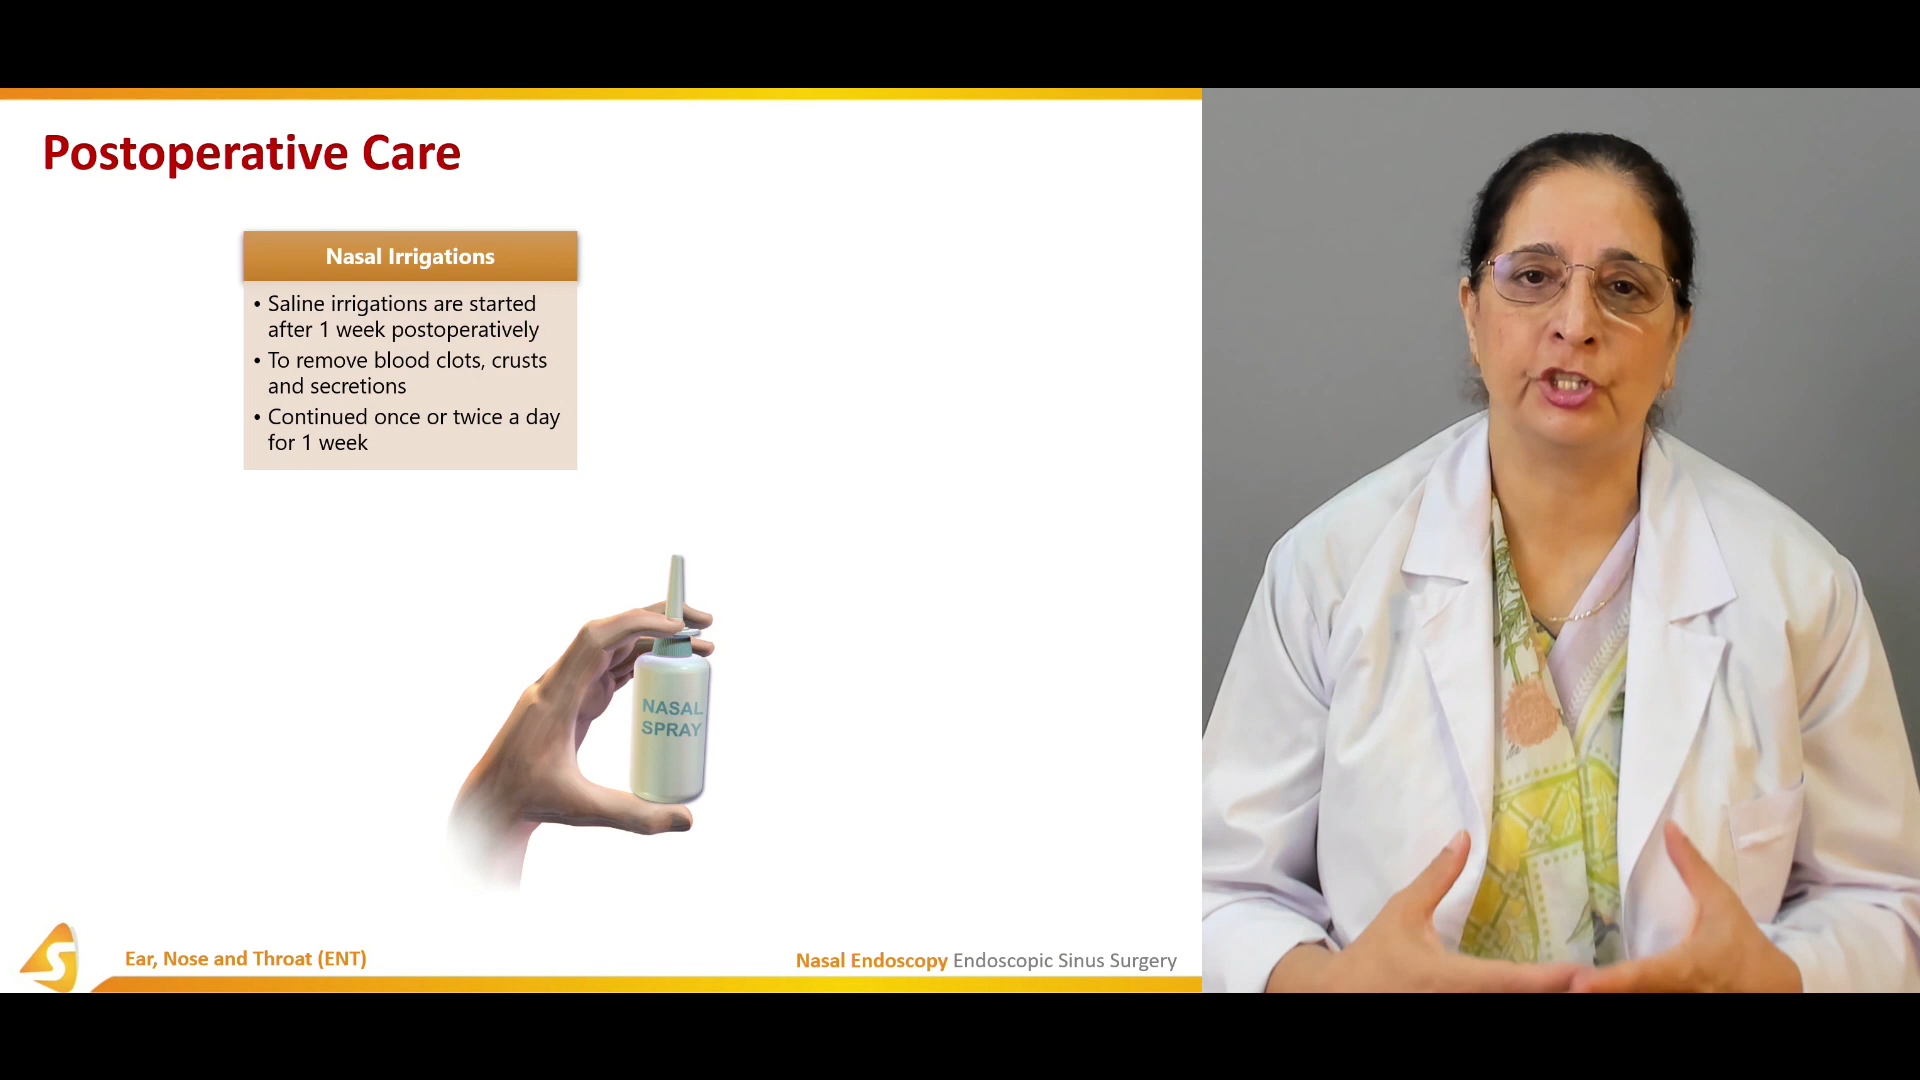 Postoperative Care
Nasal Irrigations
• Saline irrigations are started
after 1 week postoperatively
• To remove blood clots, crusts
and secretions
• Continued once or twice a day
for 1 week
NASAL
SPRAY
S
Ear, Nose and Throat (ENT)
Nasal Endoscopy Endoscopic Sinus Surgery